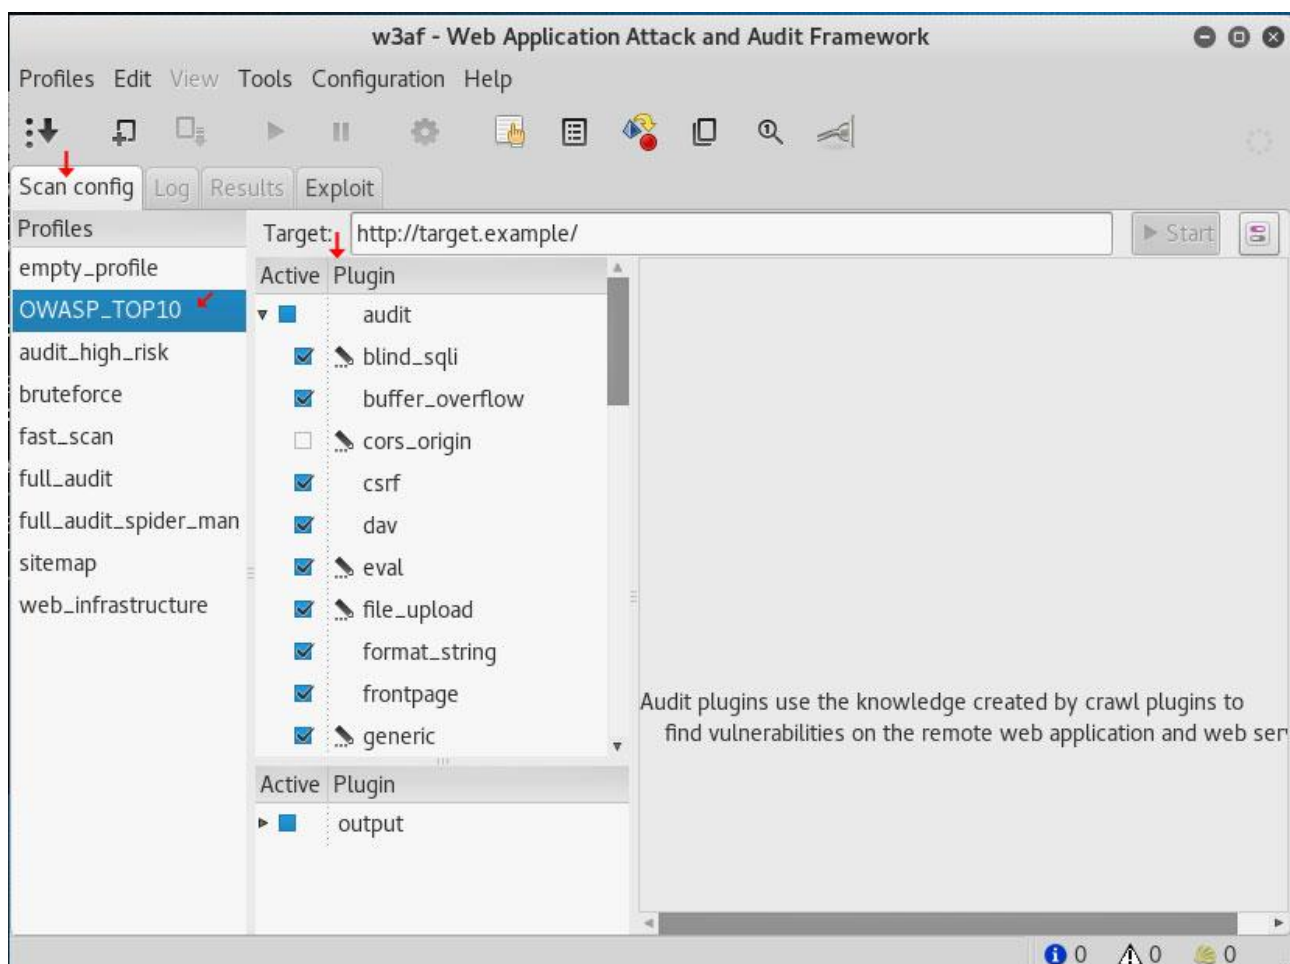 w3af - Web Application Attack and Audit Framework
Profiles Edit View Tools Configuration Help
Scan config Log Results Exploit
Profiles
empty_profile
OWASP_TOP10
audit_high_risk
bruteforce
fast_scan
full_audit
full_audit_spider_man
sitemap
web_infrastructure
Target: http://target.example/ Start
Active Plugin
audit
blind_sqli
buffer_overflow
cors_origin
csrf
dav
eval
file_upload
format_string
frontpage
generic
Active Plugin
output
Audit plugins use the knowledge created by crawl plugins to
find vulnerabilities on the remote web application and web ser
0 0 0